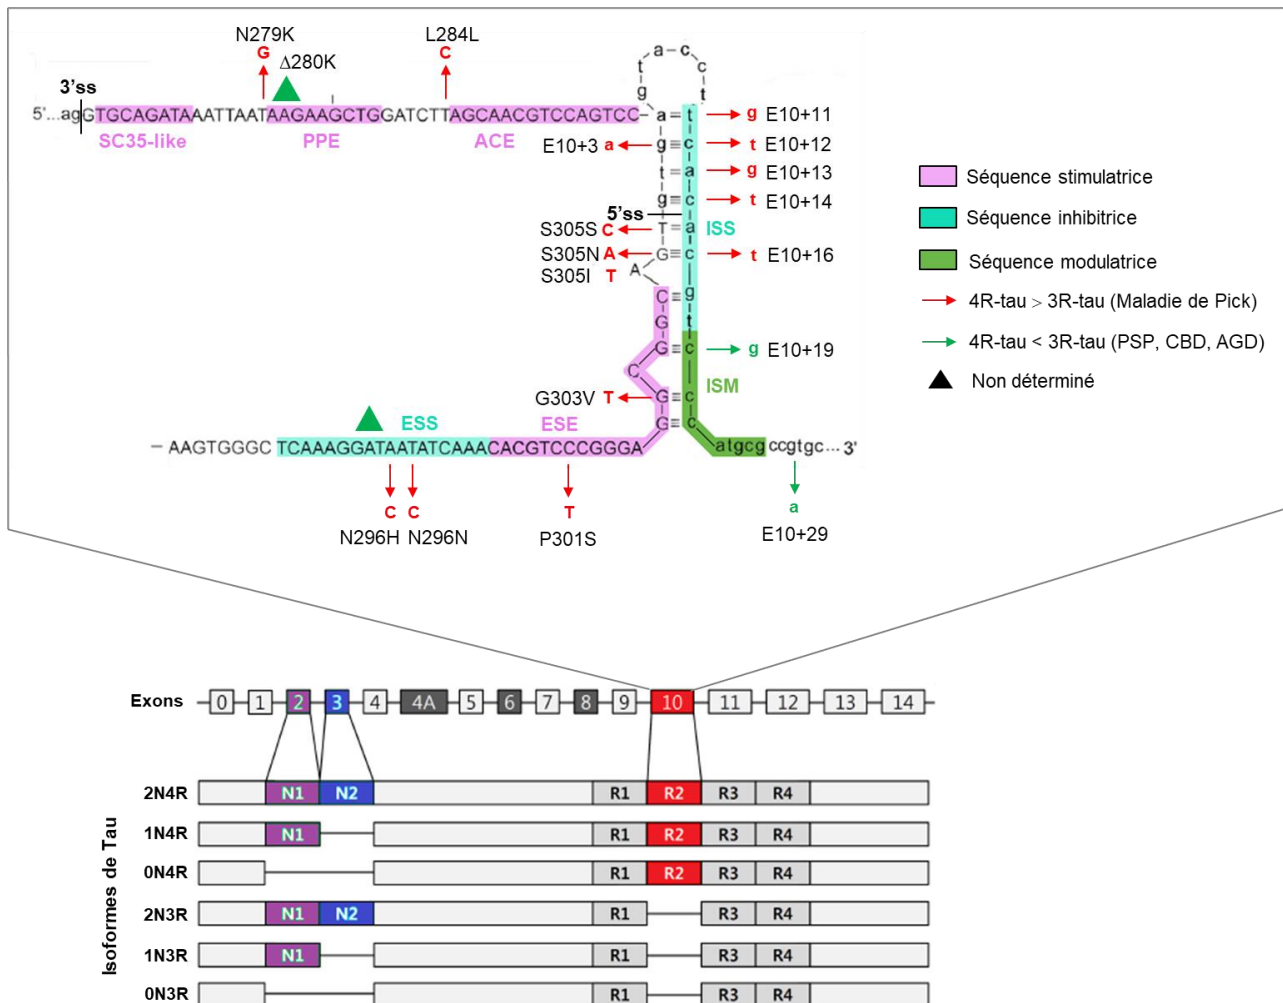 N279K
L284L
G
C
Δ280K
3'ss
5'...agGTGCAGATAAATTAATAAGAAGCTGGATCTTAGCAACGTCCAGTCC
SC35-like
PPE
ACE
g t a c c t
a = t
g ≡ c
t = a
g ≡ c
T = a
G ≡ c
A
C ≡ g
G t
G ≡ c
C
G ≡ c
G ≡ c
g E10+11
t E10+12
E10+3 a
g E10+13
t E10+14
5'ss
ISS
S305S C
S305N A
S305I T
t E10+16
g E10+19
ISM
G303V T
ESS
ESE
AAGTGGGC TCAAAGGATAATATCAAACACGTCCCGGGA
atgcg ccgtgc... 3'
C
C
T
a
N296H
N296N
P301S
E10+29
Séquence stimulatrice
Séquence inhibitrice
Séquence modulatrice
4R-tau > 3R-tau (Maladie de Pick)
4R-tau < 3R-tau (PSP, CBD, AGD)
Non déterminé
Exons 0 1 2 3 4 4A 5 6 7 8 9 10 11 12 13 14
Isoformes de Tau
2N4R N1 N2 R1 R2 R3 R4
1N4R N1 R1 R2 R3 R4
0N4R R1 R2 R3 R4
2N3R N1 N2 R1 R3 R4
1N3R N1 R1 R3 R4
0N3R R1 R3 R4